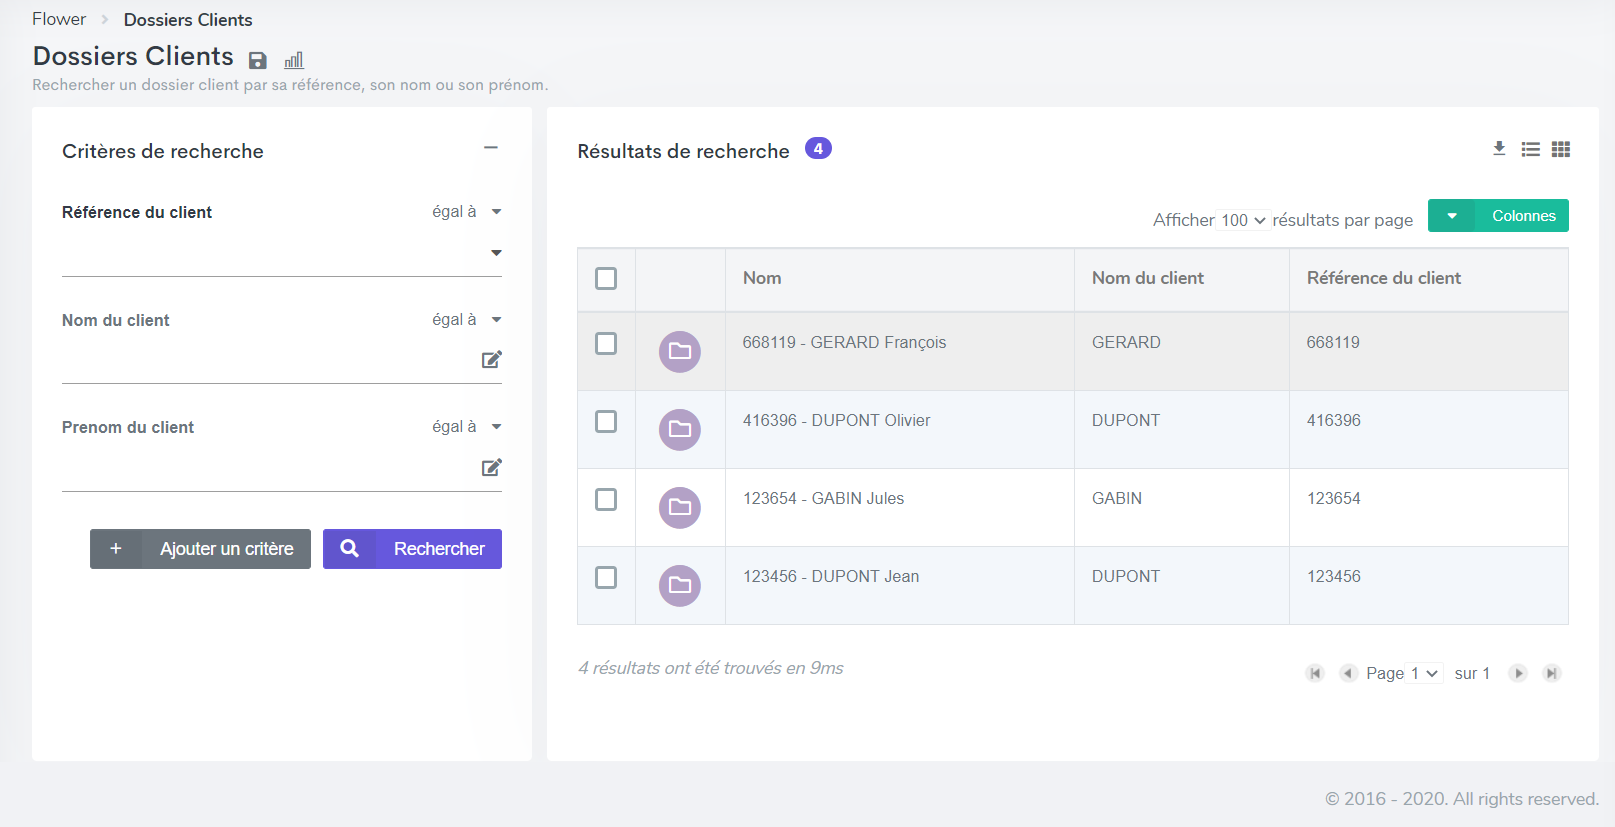 Flower > Dossiers Clients
Dossiers Clients
Rechercher un dossier client par sa référence, son nom ou son prénom.
Critères de recherche
Référence du client égal à
Nom du client égal à
Prenom du client égal à
+ Ajouter un critère
Rechercher
Résultats de recherche 4
Afficher 100 résultats par page
Colonnes
Nom Nom du client Référence du client
668119 - GERARD François GERARD 668119
416396 - DUPONT Olivier DUPONT 416396
123654 - GABIN Jules GABIN 123654
123456 - DUPONT Jean DUPONT 123456
4 résultats ont été trouvés en 9ms
Page 1 sur 1
© 2016 - 2020. All rights reserved.